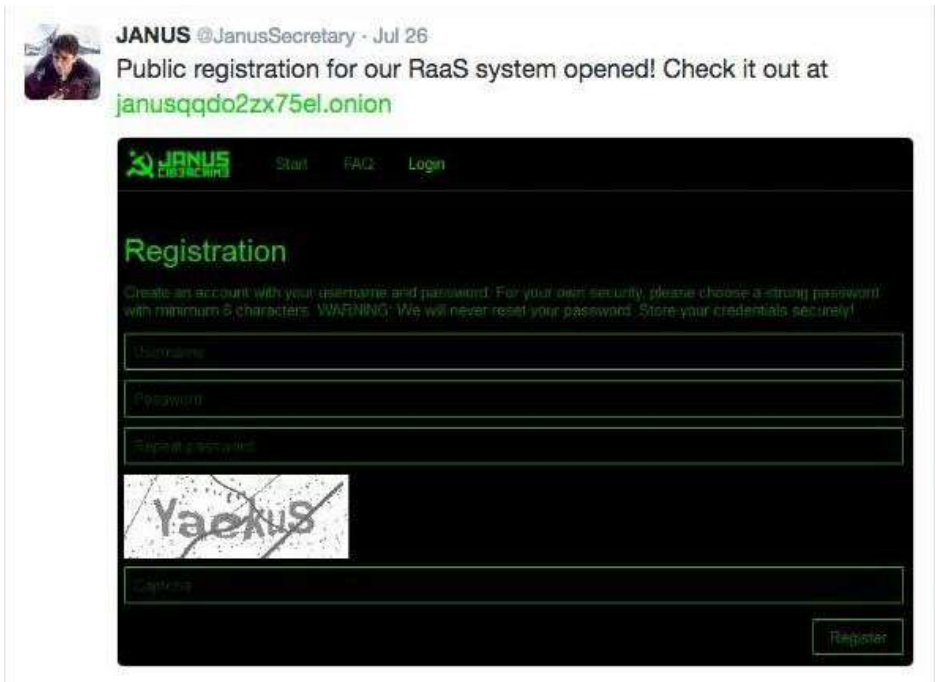 JANUS @JanusSecretary · Jul 26
Public registration for our RaaS system opened! Check it out at
janusqqdo2zx75el.onion
JANUS Start FAQ Login
Registration
Create an account with your username and password. For your own security, please choose a strong password
with minimum characters. WARNING: We will never reset your password. Store your credentials securely!
Username
Password
Repeat password
YaekuS
Captcha
Register